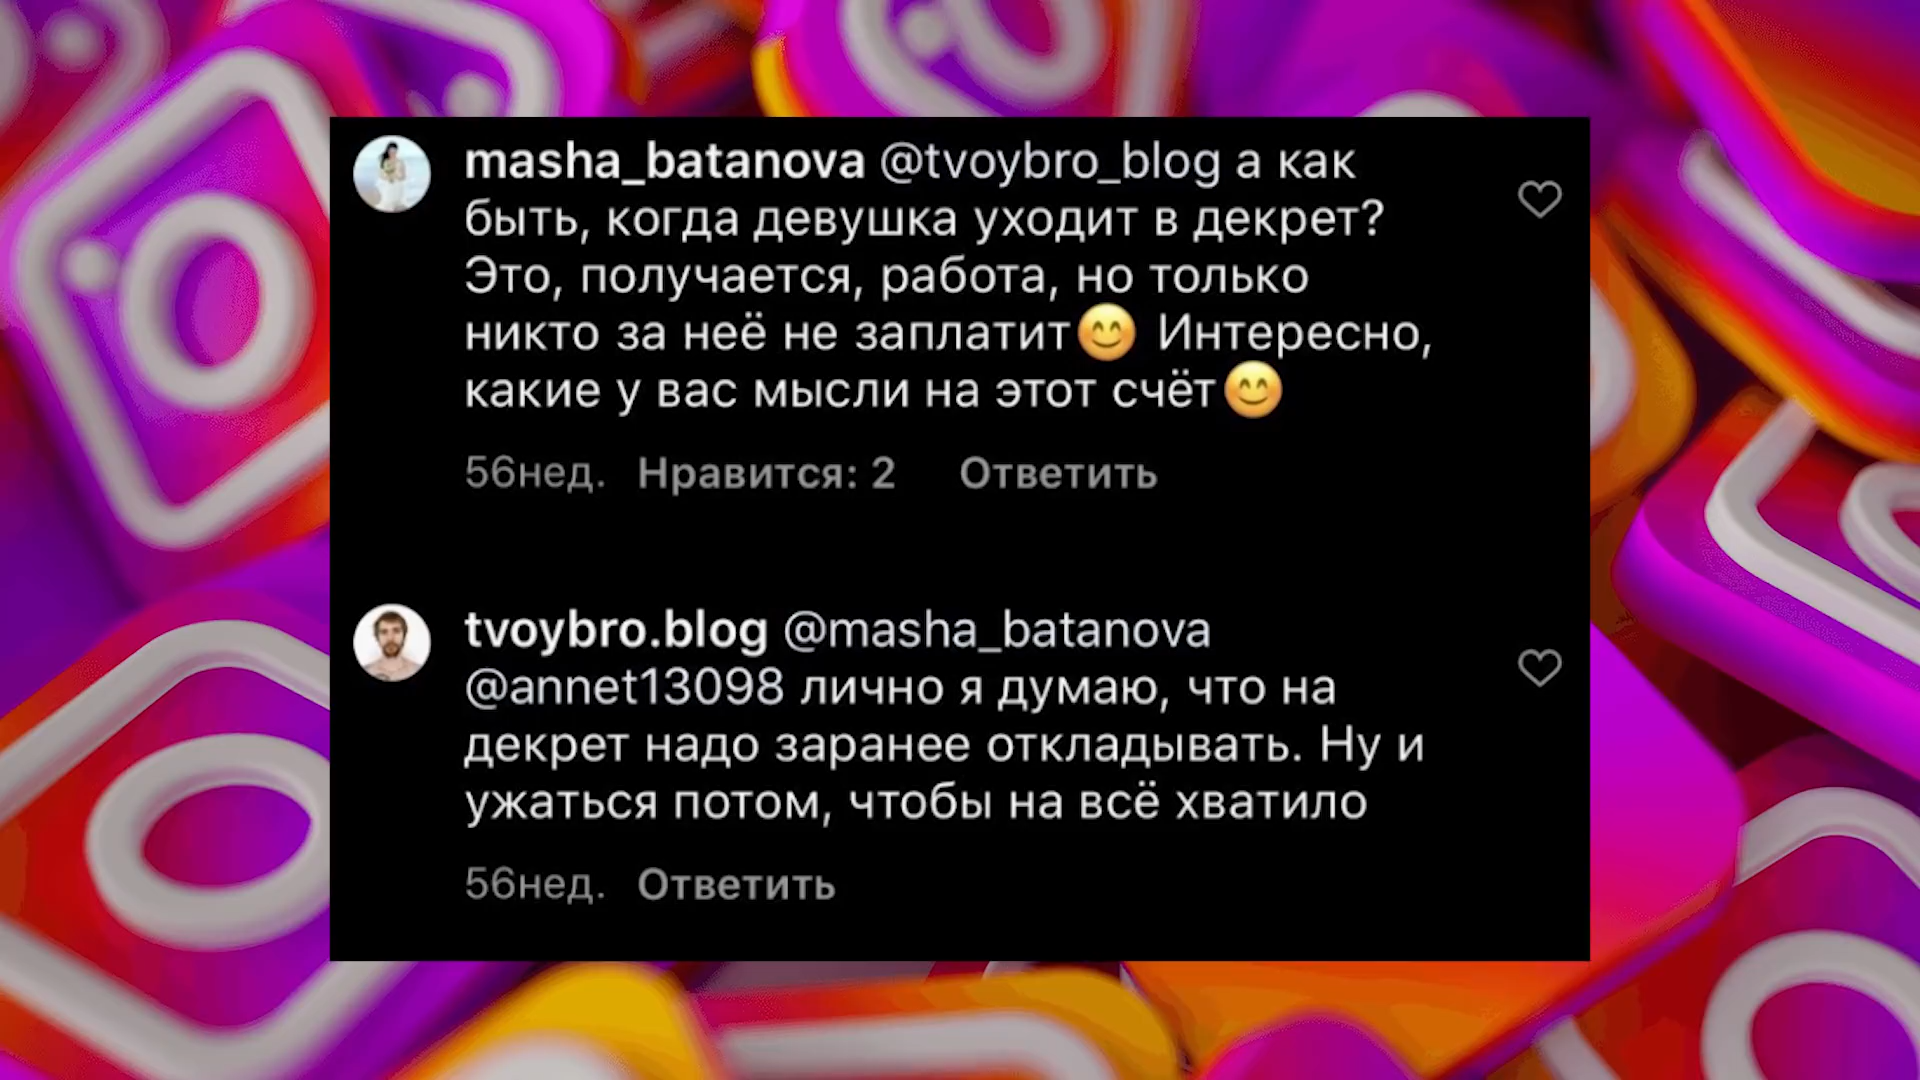 masha_batanova @tvoybro_blog а как
быть, когда девушка уходит в декрет?
Это, получается, работа, но только
никто за неё не заплатит😊 Интересно,
какие у вас мысли на этот счёт😊
56нед. Нравится: 2 Ответить
tvoybro.blog @masha_batanova
@annet13098 лично я думаю, что на
декрет надо заранее откладывать. Ну и
ужаться потом, чтобы на всё хватило
56нед. Ответить